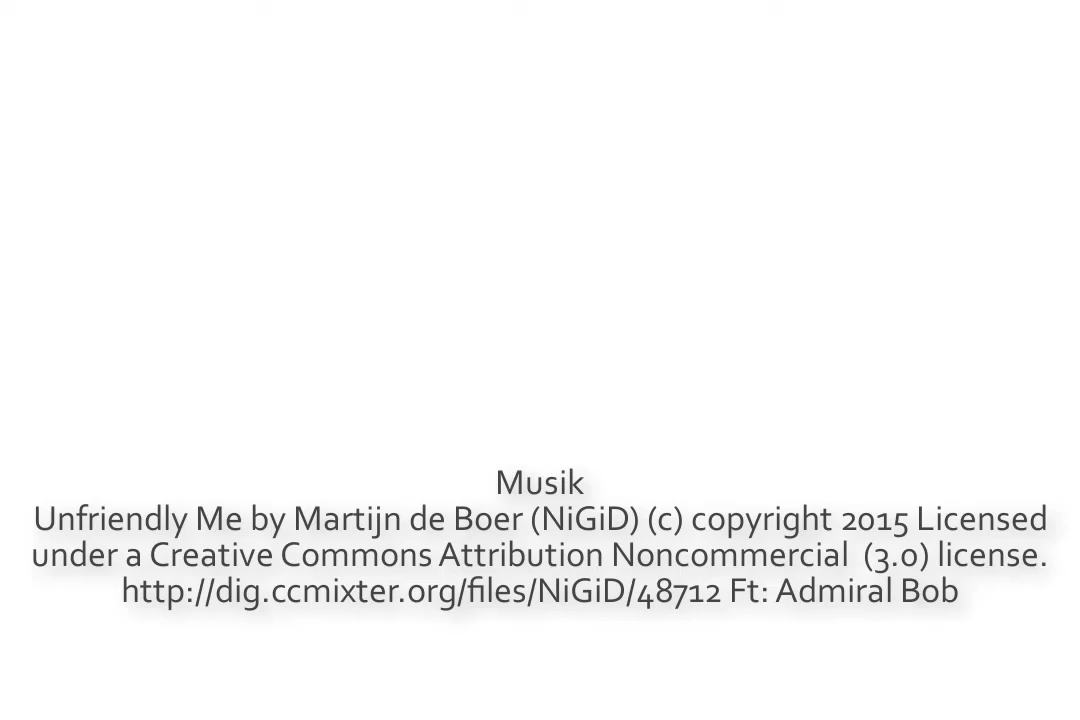 Musik
Unfriendly Me by Martijn de Boer (NiGiD) (c) copyright 2015 Licensed
under a Creative Commons Attribution Noncommercial  (3.0) license.
http://dig.ccmixter.org/files/NiGiD/48712 Ft: Admiral Bob